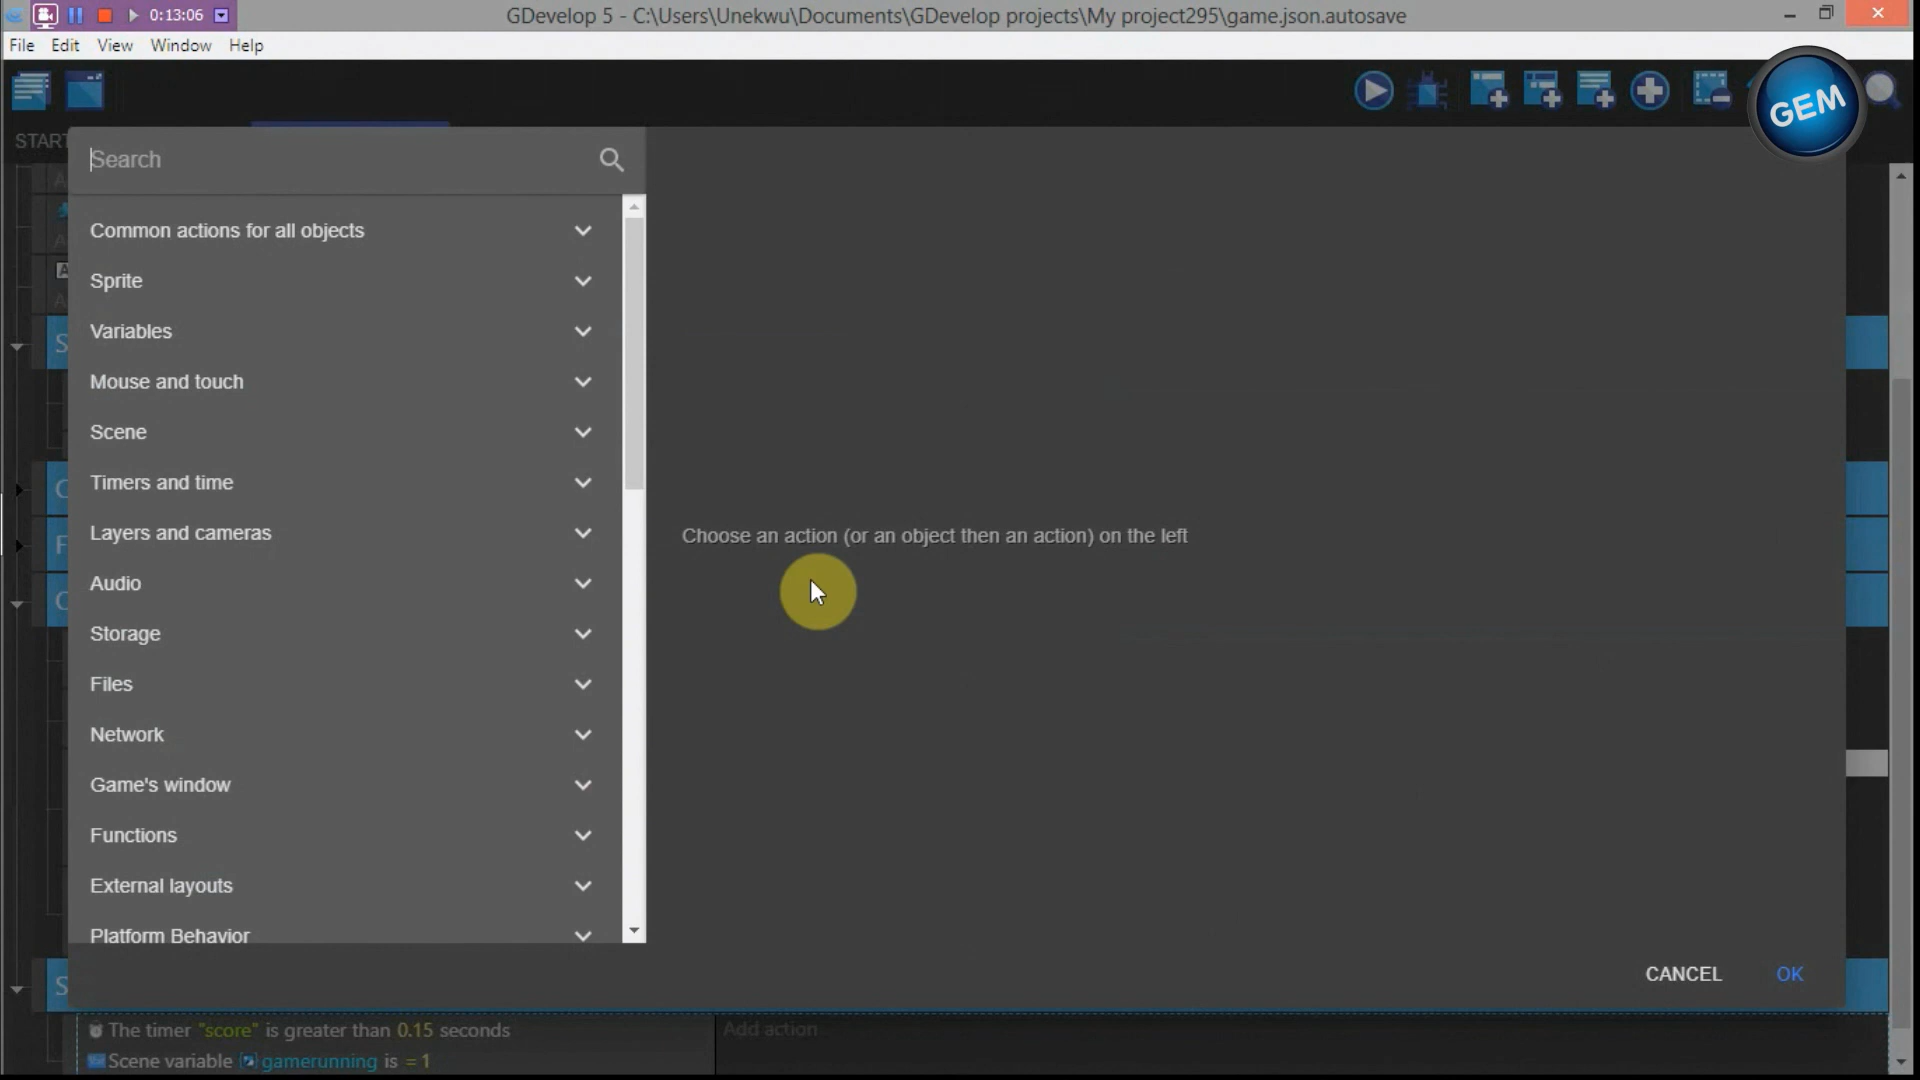 0:13:06
GDevelop 5 - C:\Users\Unekwu\Documents\GDevelop projects\My project295\game.json.autosave
File Edit View Window Help
GEM
START
Search
Common actions for all objects
Sprite
Variables
Mouse and touch
Scene
Timers and time
Layers and cameras
Audio
Storage
Files
Network
Game's window
Functions
External layouts
Platform Behavior
Choose an action (or an object then an action) on the left
CANCEL OK
The timer "score" is greater than 0.15 seconds
Add action
Scene variable gamerunning is = 1